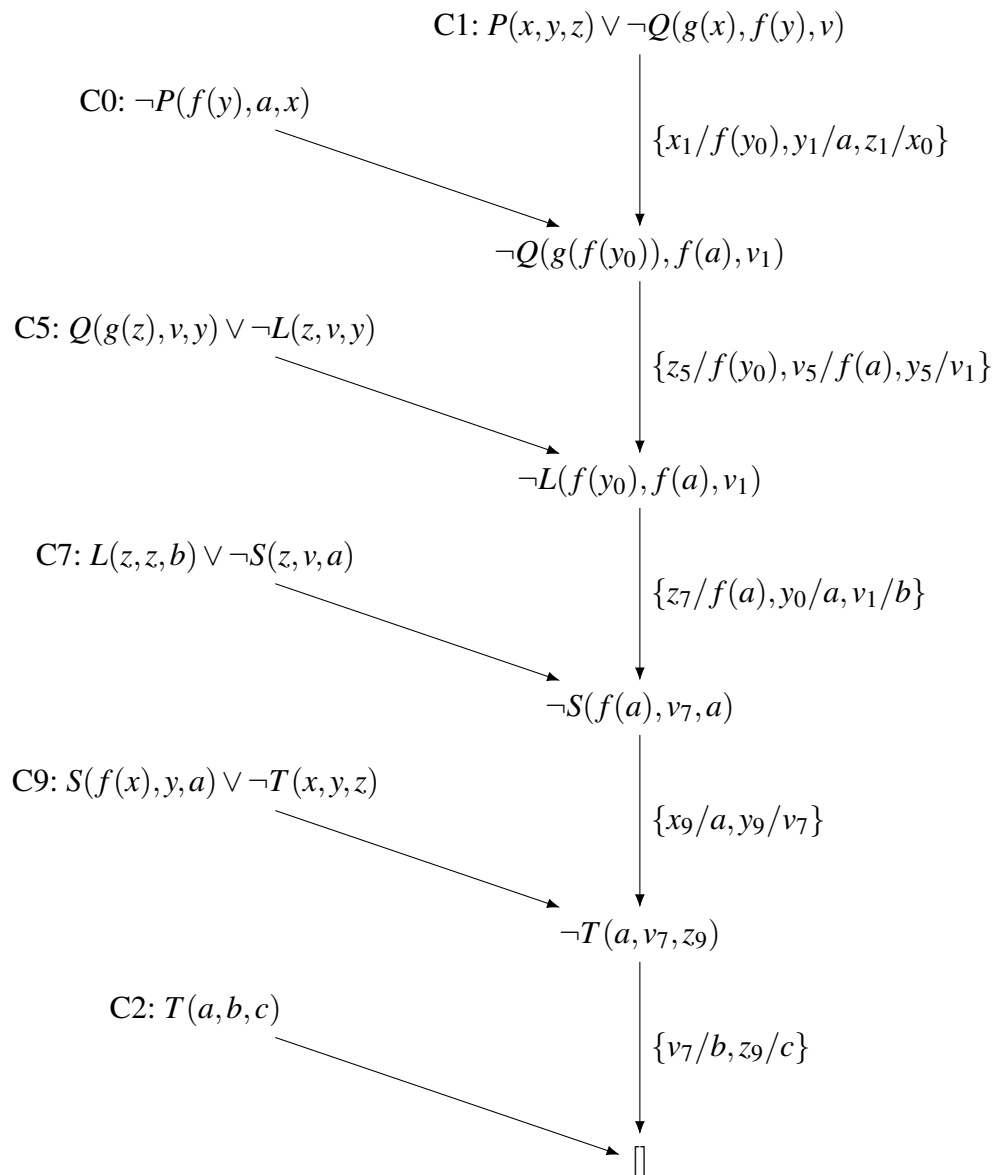 C1: P(x, y, z) ∨ ¬Q(g(x), f(y), v)
C0: ¬P(f(y), a, x)
{x₁/f(y₀), y₁/a, z₁/x₀}
¬Q(g(f(y₀)), f(a), v₁)
C5: Q(g(z), v, y) ∨ ¬L(z, v, y)
{z₅/f(y₀), v₅/f(a), y₅/v₁}
¬L(f(y₀), f(a), v₁)
C7: L(z, z, b) ∨ ¬S(z, v, a)
{z₇/f(a), y₀/a, v₁/b}
¬S(f(a), v₇, a)
C9: S(f(x), y, a) ∨ ¬T(x, y, z)
{x₉/a, y₉/v₇}
¬T(a, v₇, z₉)
C2: T(a, b, c)
{v₇/b, z₉/c}
[]